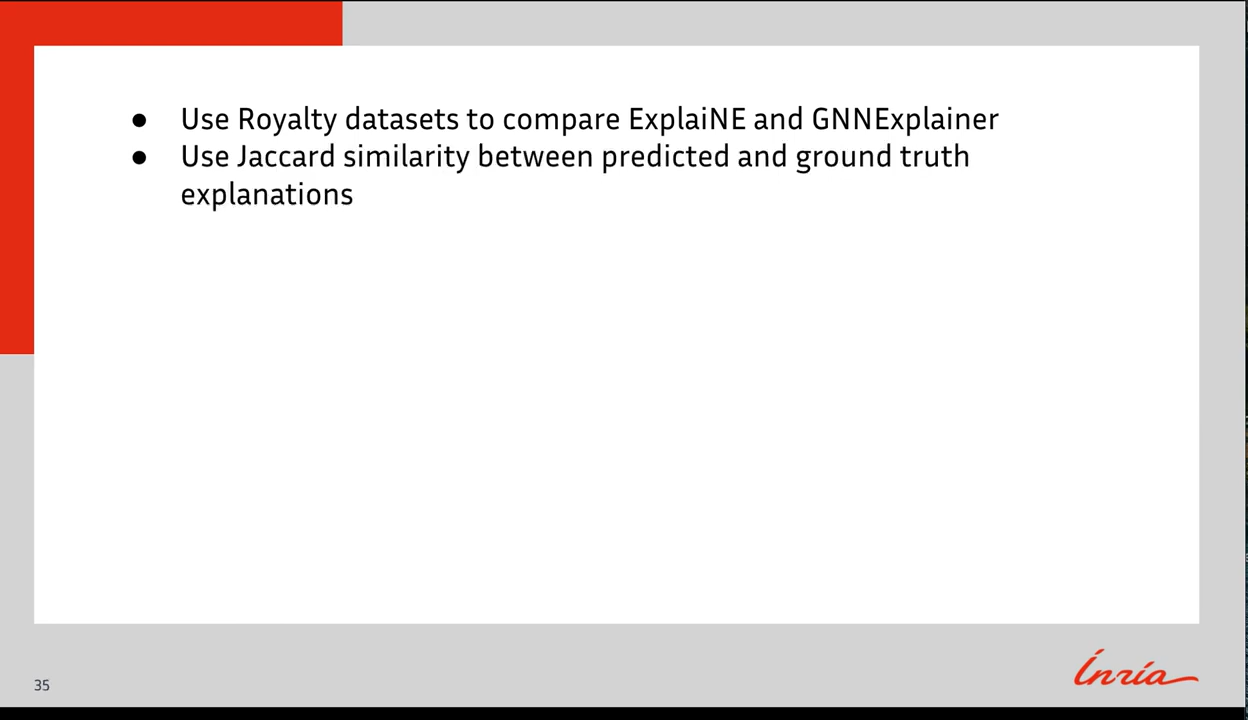 ● Use Royalty datasets to compare ExplaiNE and GNNExplainer
● Use Jaccard similarity between predicted and ground truth
explanations
35
Inria